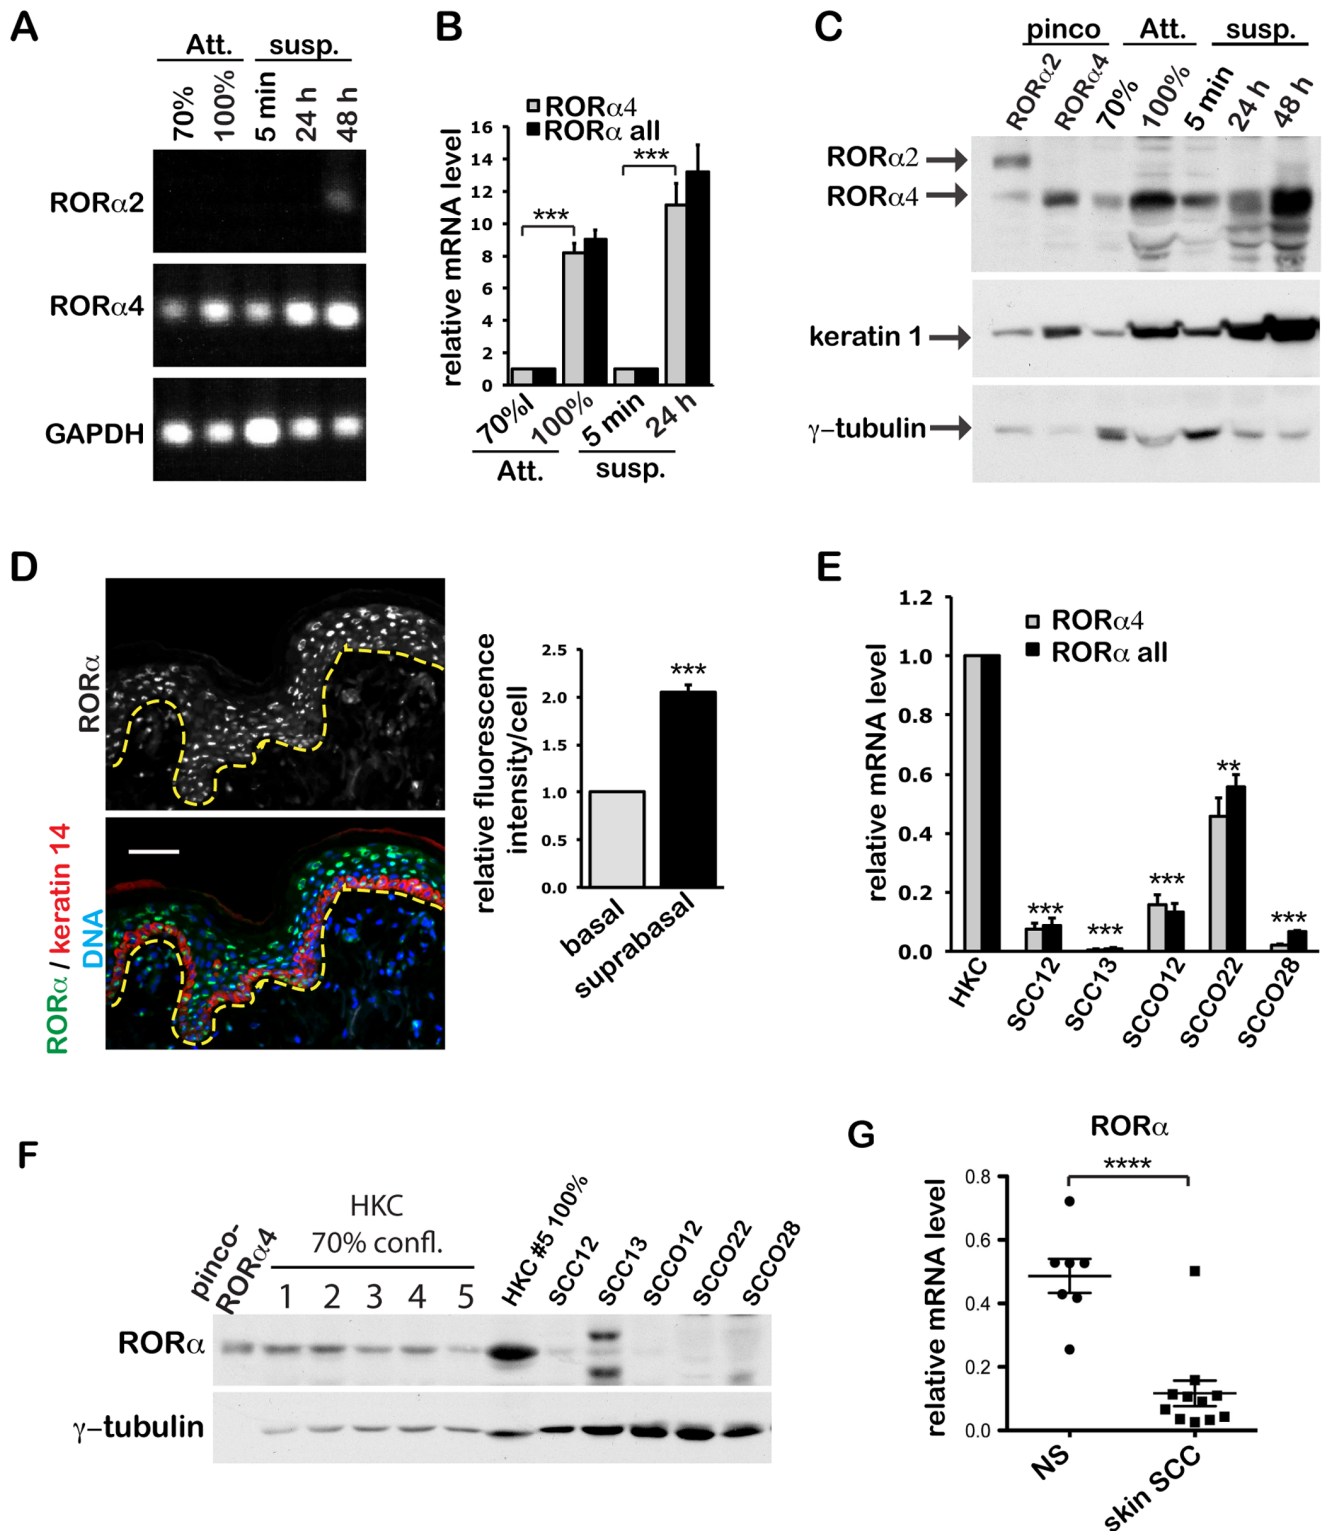 A
Att. susp.
70% 100% 5 min 24 h 48 h
RORα2
RORα4
GAPDH
B
RORα4
RORα all
relative mRNA level
16
14
12
10
8
6
4
2
0
***
***
70%l 100% 5 min 24 h
Att. susp.
C
pinco Att. susp.
RORα2 RORα4 70% 100% 5 min 24 h 48 h
RORα2
RORα4
keratin 1
γ–tubulin
D
RORα
RORα / keratin 14
DNA
relative fluorescence
intensity/cell
2.5
2.0
1.5
1.0
0.5
0.0
***
basal
suprabasal
E
RORα4
RORα all
relative mRNA level
1.2
1.0
0.8
0.6
0.4
0.2
0.0
***
***
***
**
***
HKC SCC12 SCC13 SCCO12 SCCO22 SCCO28
F
pinco-
RORα4
HKC
70% confl.
1 2 3 4 5
HKC #5 100% SCC12 SCC13 SCCO12 SCCO22 SCCO28
RORα
γ–tubulin
G
RORα
****
relative mRNA level
0.8
0.6
0.4
0.2
0.0
NS
skin SCC